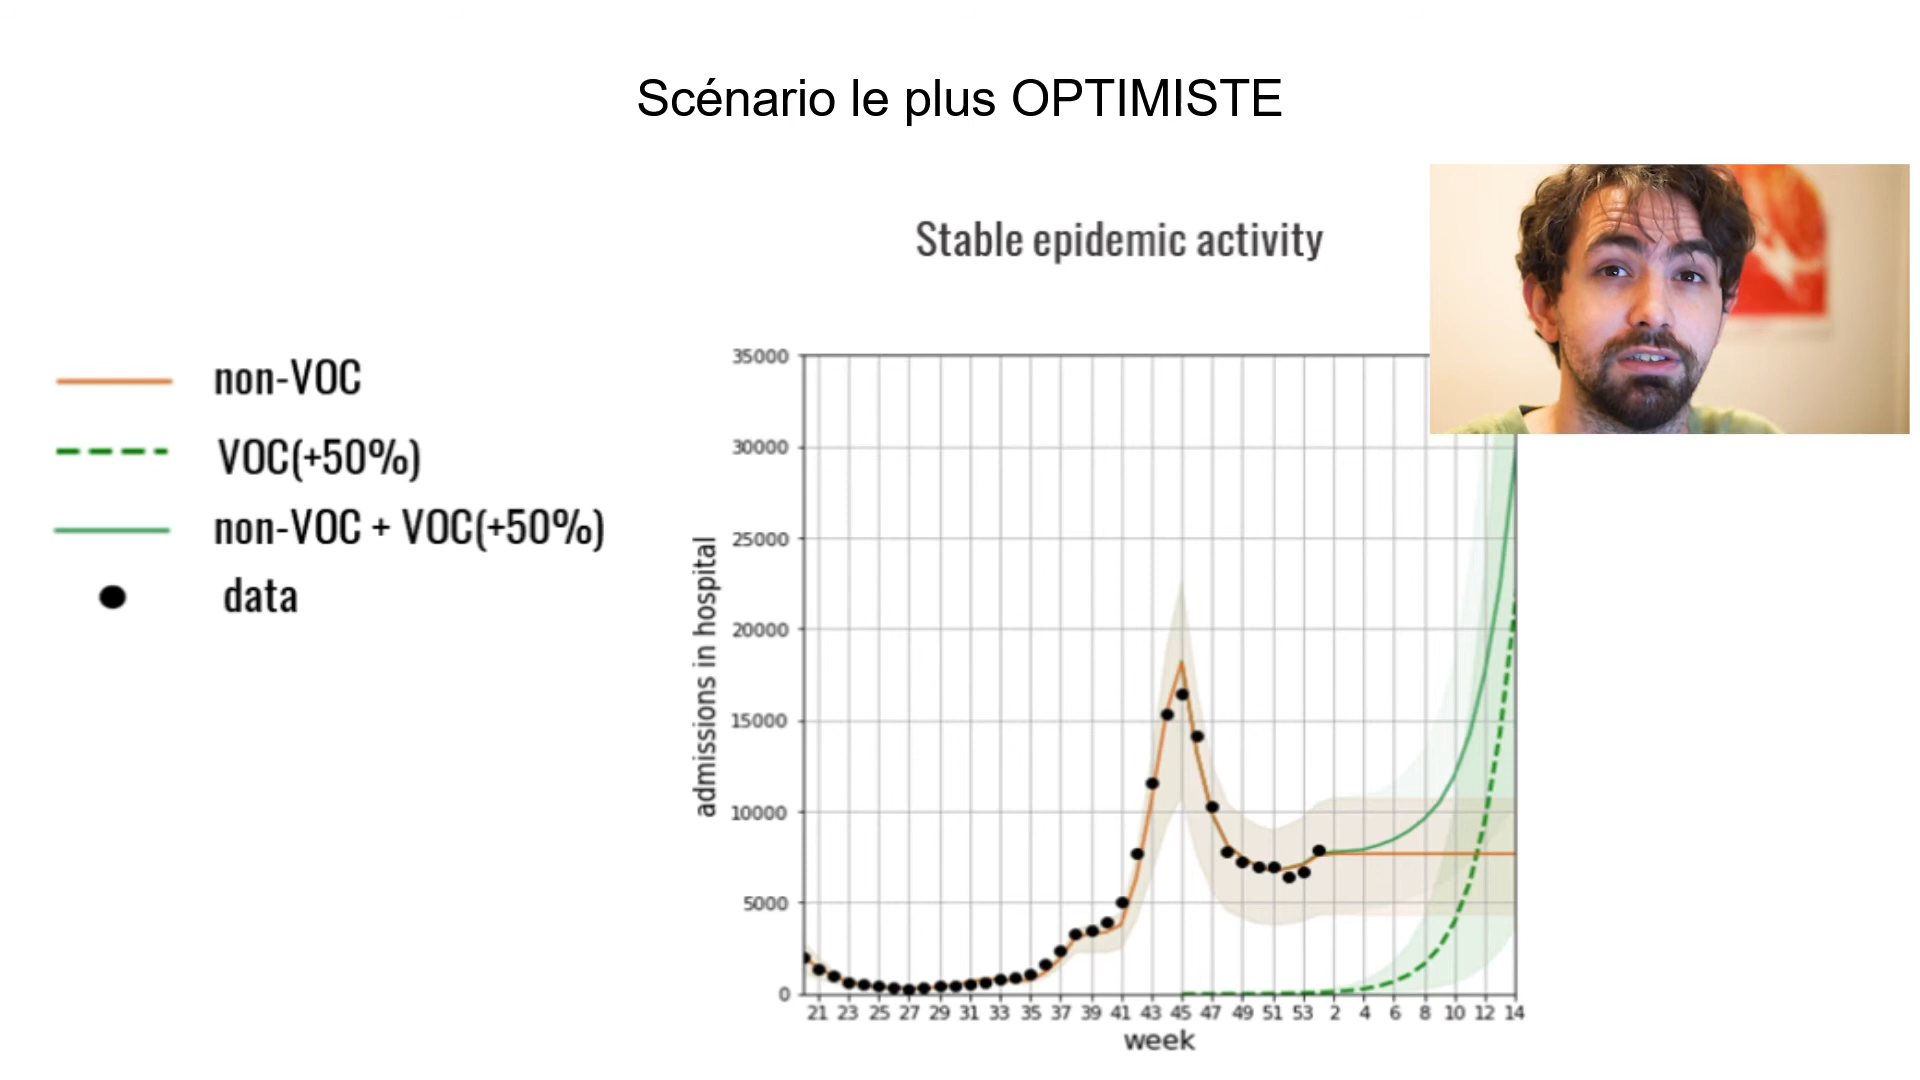 Scénario le plus OPTIMISTE
Stable epidemic activity
non-VOC
VOC(+50%)
non-VOC + VOC(+50%)
data
admissions in hospital
35000
30000
25000
20000
15000
10000
5000
0
21 23 25 27 29 31 33 35 37 39 41 43 45 47 49 51 53 2 4 6 8 10 12 14
week